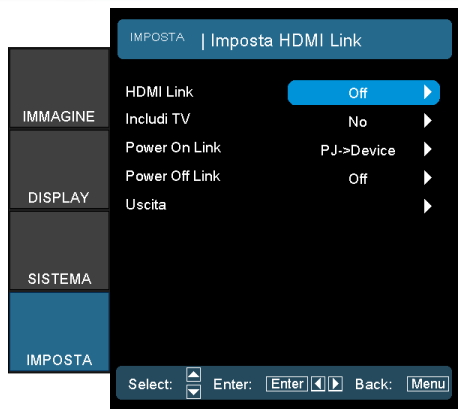 IMPOSTA | Imposta HDMI Link
IMMAGINE
DISPLAY
SISTEMA
IMPOSTA
HDMI Link Off
Includi TV No
Power On Link PJ->Device
Power Off Link Off
Uscita
Select: Enter: Enter Back: Menu